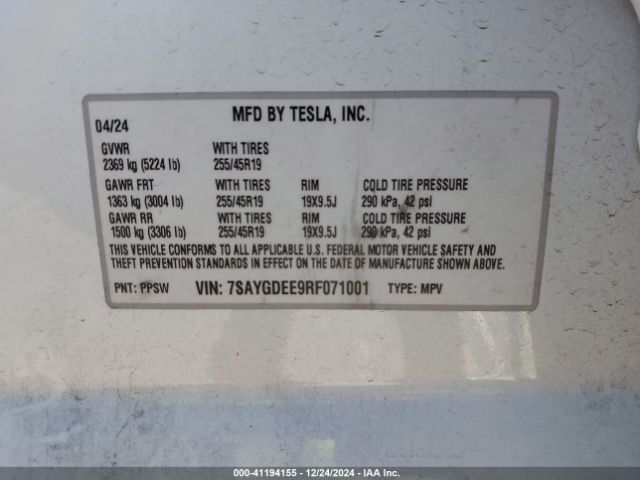 MFD BY TESLA, INC.
04/24
GVWR WITH TIRES
2369 kg (5224 lb) 255/45R19
GAWR FRT WITH TIRES RIM COLD TIRE PRESSURE
1363 kg (3004 lb) 255/45R19 19X9.5J 290 kPa, 42 psi
GAWR RR WITH TIRES RIM COLD TIRE PRESSURE
1500 kg (3306 lb) 255/45R19 19X9.5J 290 kPa, 42 psi
THIS VEHICLE CONFORMS TO ALL APPLICABLE U.S. FEDERAL MOTOR VEHICLE SAFETY AND
THEFT PREVENTION STANDARDS IN EFFECT ON THE DATE OF MANUFACTURE SHOWN ABOVE.
PNT: PPSW VIN: 7SAYGDEE9RF071001 TYPE: MPV
000-41194155 - 12/24/2024 - IAA Inc.